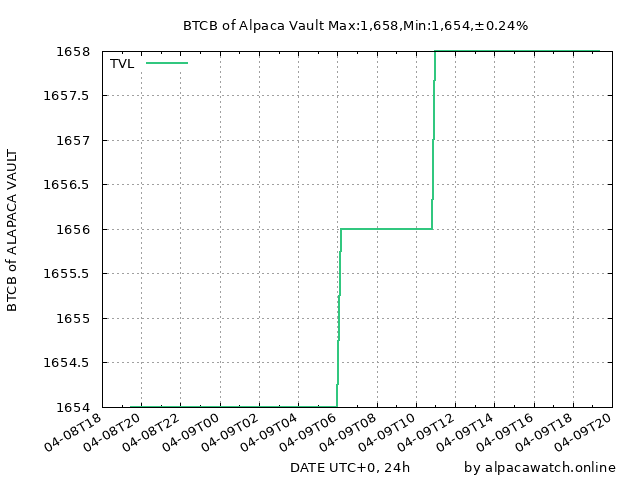 BTCB of Alpaca Vault Max:1,658,Min:1,654,±0.24%
TVL
BTCB of ALAPACA VAULT
1658
1657.5
1657
1656.5
1656
1655.5
1655
1654.5
1654
04-08T18
04-08T20
04-08T22
04-09T00
04-09T02
04-09T04
04-09T06
04-09T08
04-09T10
04-09T12
04-09T14
04-09T16
04-09T18
04-09T20
DATE UTC+0, 24h
by alpacawatch.online